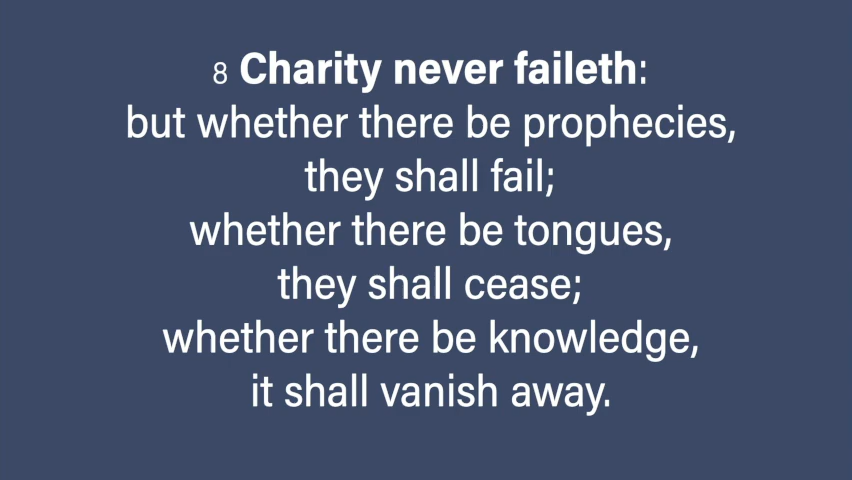 8 Charity never faileth:
but whether there be prophecies,
they shall fail;
whether there be tongues,
they shall cease;
whether there be knowledge,
it shall vanish away.